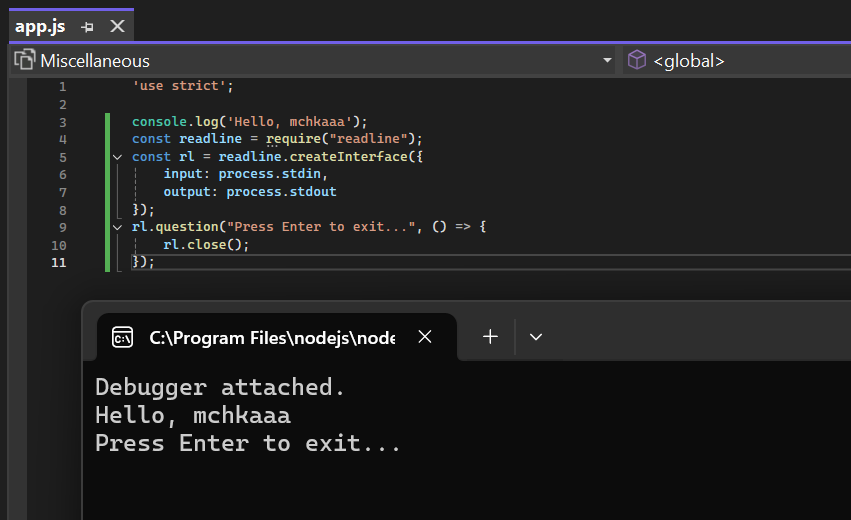 app.js
Miscellaneous
<global>
1 'use strict';
2
3 console.log('Hello, mchkaaa');
4 const readline = require("readline");
5 const rl = readline.createInterface({
6     input: process.stdin,
7     output: process.stdout
8 });
9 rl.question("Press Enter to exit...", () => {
10     rl.close();
11 });
C:\Program Files\nodejs\node
Debugger attached.
Hello, mchkaaa
Press Enter to exit...